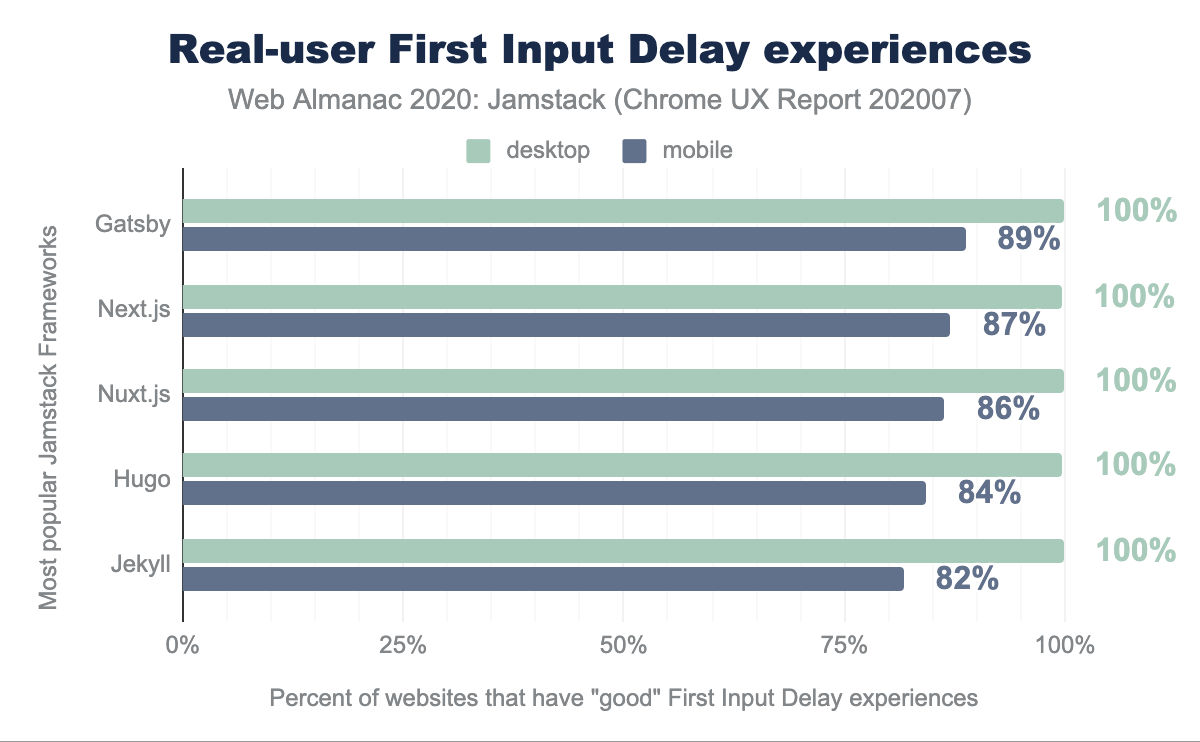 Real-user First Input Delay experiences
Web Almanac 2020: Jamstack (Chrome UX Report 202007)
desktop
mobile
Most popular Jamstack Frameworks
Gatsby
100%
89%
Next.js
100%
87%
Nuxt.js
100%
86%
Hugo
100%
84%
Jekyll
100%
82%
0%
25%
50%
75%
100%
Percent of websites that have "good" First Input Delay experiences